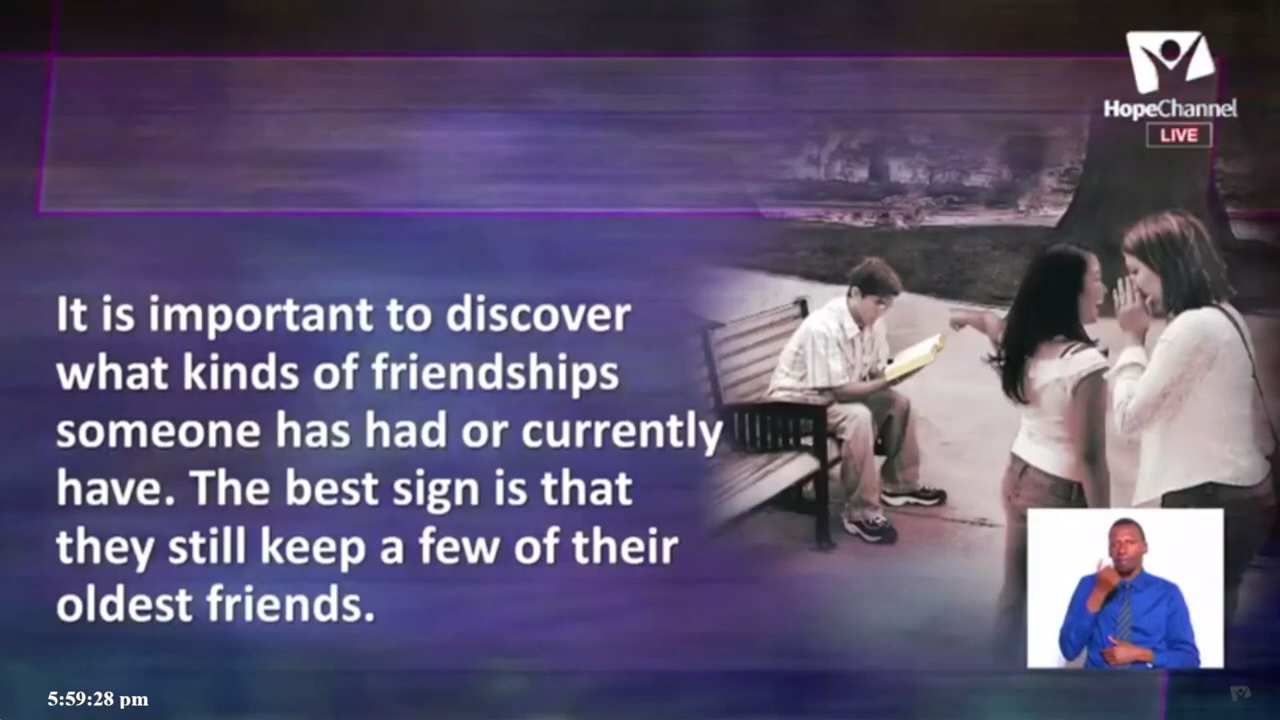 HopeChannel
LIVE
It is important to discover
what kinds of friendships
someone has had or currently
have. The best sign is that
they still keep a few of their
oldest friends.
5:59:28 pm